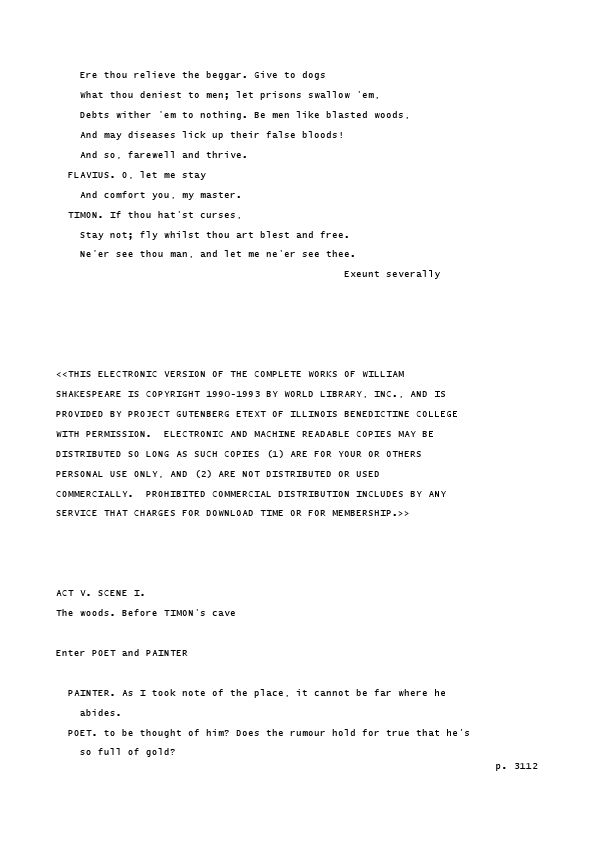 Ere thou relieve the beggar. Give to dogs
What thou deniest to men; let prisons swallow 'em,
Debts wither 'em to nothing. Be men like blasted woods,
And may diseases lick up their false bloods!
And so, farewell and thrive.
FLAVIUS. O, let me stay
And comfort you, my master.
TIMON. If thou hat'st curses,
Stay not; fly whilst thou art blest and free.
Ne'er see thou man, and let me ne'er see thee.
Exeunt severally
<<THIS ELECTRONIC VERSION OF THE COMPLETE WORKS OF WILLIAM
SHAKESPEARE IS COPYRIGHT 1990-1993 BY WORLD LIBRARY, INC., AND IS
PROVIDED BY PROJECT GUTENBERG ETEXT OF ILLINOIS BENEDICTINE COLLEGE
WITH PERMISSION.  ELECTRONIC AND MACHINE READABLE COPIES MAY BE
DISTRIBUTED SO LONG AS SUCH COPIES (1) ARE FOR YOUR OR OTHERS
PERSONAL USE ONLY, AND (2) ARE NOT DISTRIBUTED OR USED
COMMERCIALLY.  PROHIBITED COMMERCIAL DISTRIBUTION INCLUDES BY ANY
SERVICE THAT CHARGES FOR DOWNLOAD TIME OR FOR MEMBERSHIP.>>
ACT V. SCENE I.
The woods. Before TIMON's cave
Enter POET and PAINTER
PAINTER. As I took note of the place, it cannot be far where he
abides.
POET. to be thought of him? Does the rumour hold for true that he's
so full of gold?
p. 3112